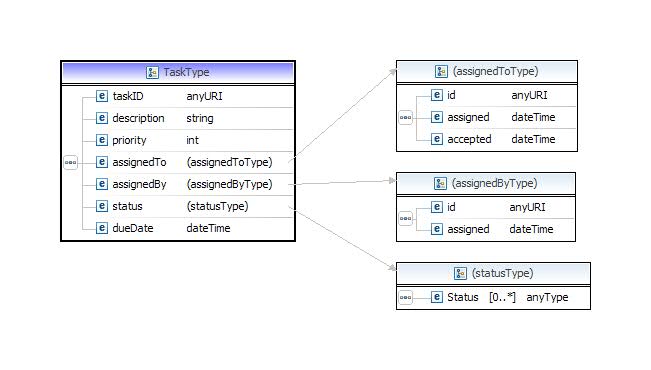 TaskType
taskID anyURI
description string
priority int
assignedTo (assignedToType)
assignedBy (assignedByType)
status (statusType)
dueDate dateTime
(assignedToType)
id anyURI
assigned dateTime
accepted dateTime
(assignedByType)
id anyURI
assigned dateTime
(statusType)
Status [0..*] anyType